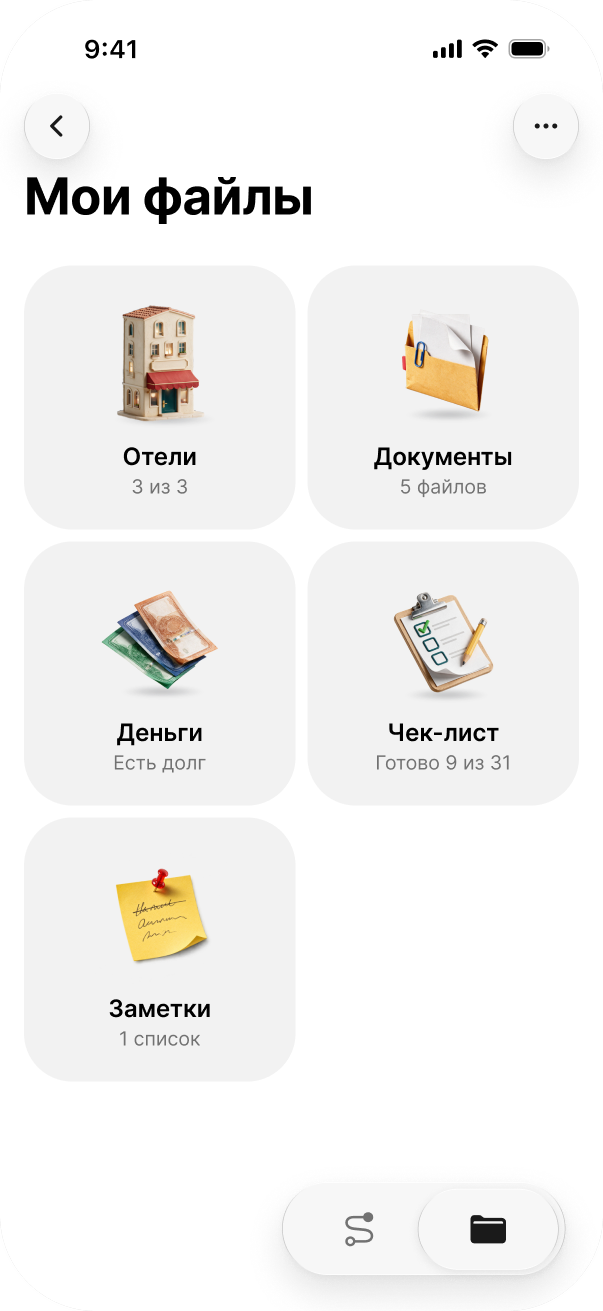 9:41
Мои файлы
Отели
3 из 3
Документы
5 файлов
Деньги
Есть долг
Чек-лист
Готово 9 из 31
Заметки
1 список